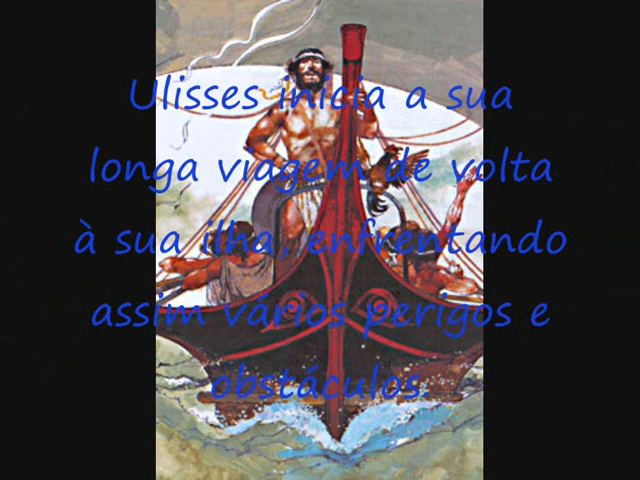 Ulisses inicia a sua
longa viagem de volta
à sua ilha, enfrentando
assim vários perigos e
obstáculos.